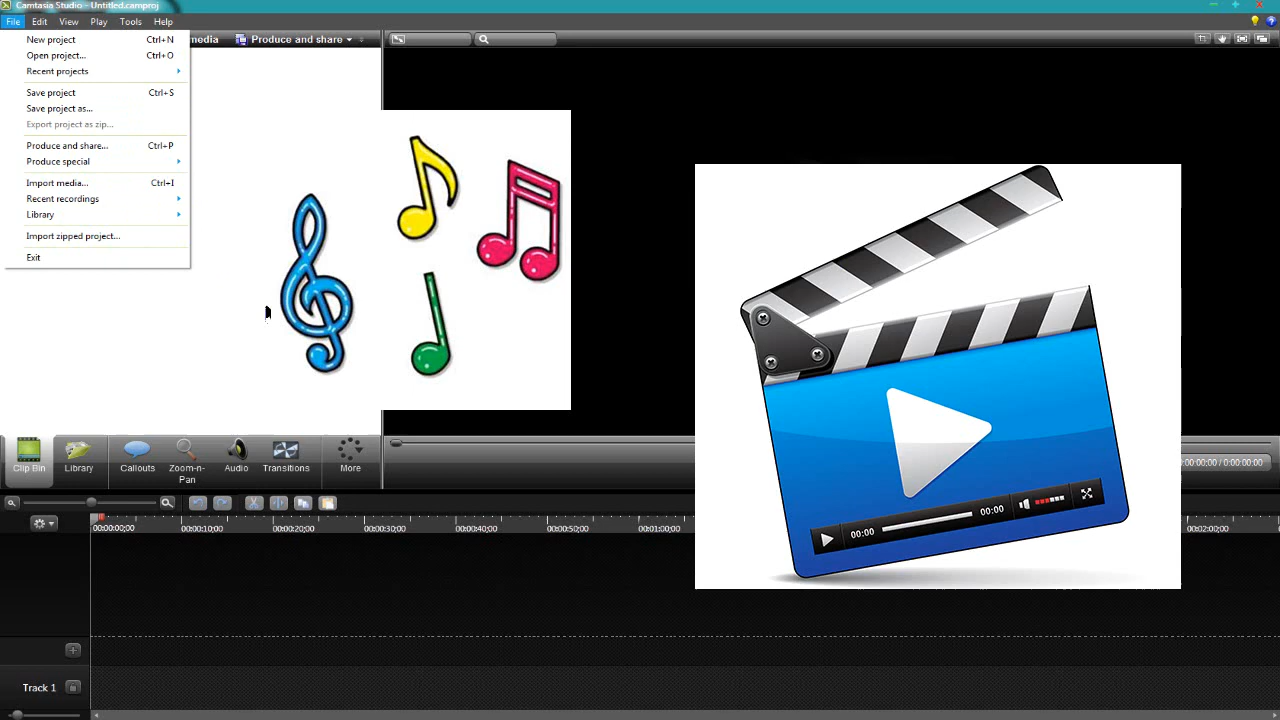 Camtasia Studio - Untitled.camproj
File Edit View Play Tools Help
New project Ctrl+N
Open project... Ctrl+O
Recent projects
Save project Ctrl+S
Save project as...
Export project as zip...
Produce and share... Ctrl+P
Produce special
Import media... Ctrl+I
Recent recordings
Library
Import zipped project...
Exit
media Produce and share
00:00 00:00
Clip Bin Library Callouts Zoom-n-Pan Audio Transitions More
0:00:00;00 / 0:00:00:00
00:00:00;00 00:00:10;00 00:00:20;00 00:00:30;00 00:00:40;00 00:00:50;00 00:01:00;00 00:02:00;00
Track 1